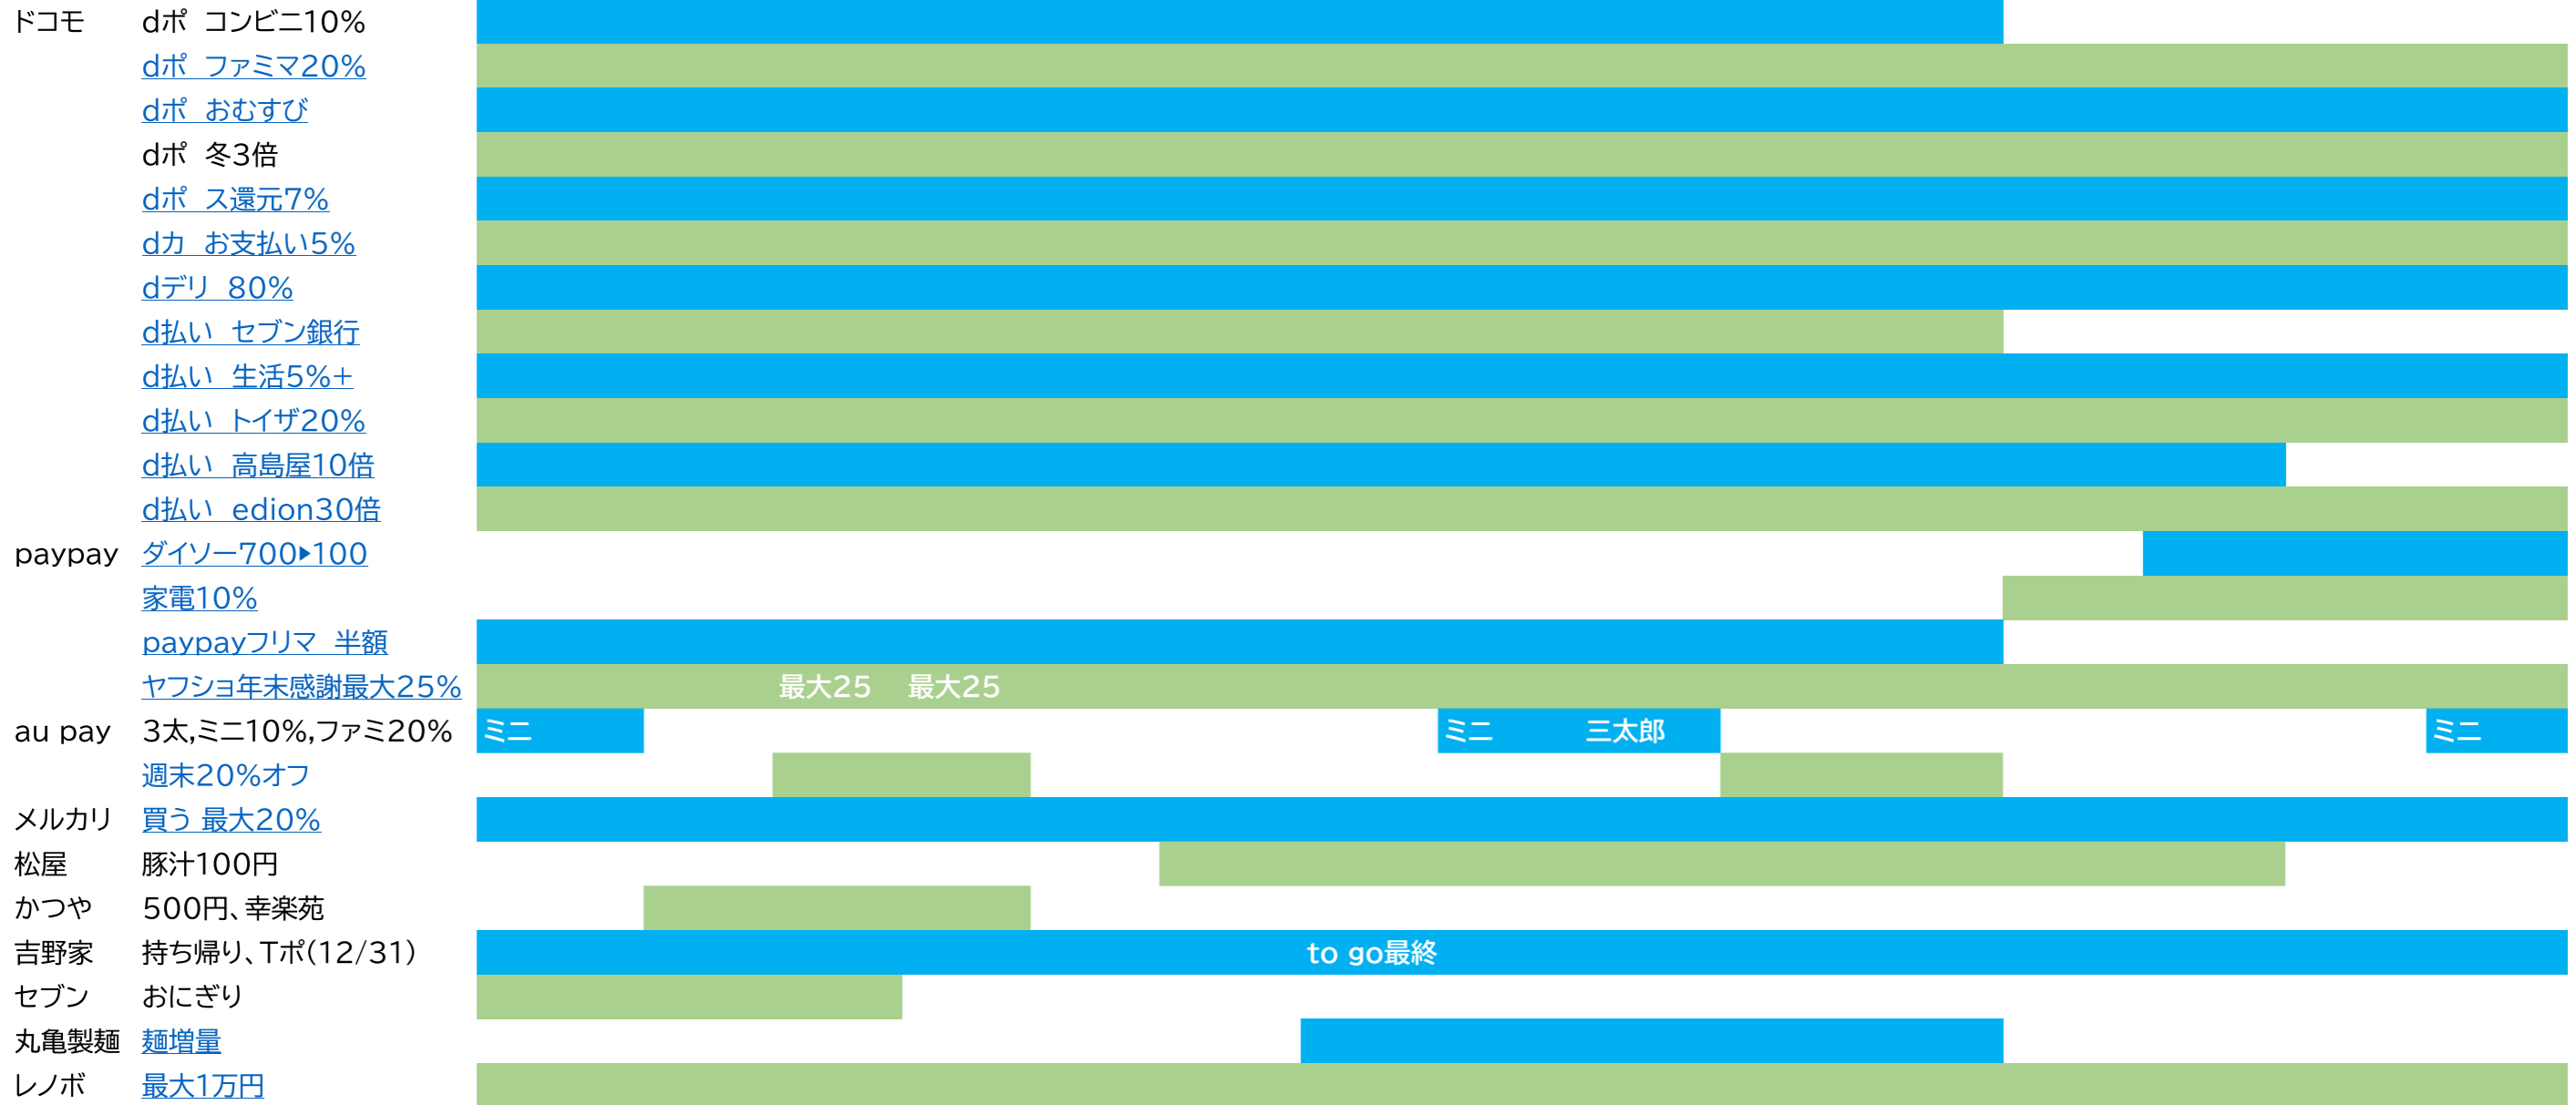 ドコモ dポ コンビニ10%
dポ ファミマ20%
dポ おむすび
dポ 冬3倍
dポ ス還元7%
dカ お支払い5%
dデリ 80%
d払い セブン銀行
d払い 生活5%+
d払い トイザ20%
d払い 高島屋10倍
d払い edion30倍
paypay ダイソー700▶100
家電10%
paypayフリマ 半額
ヤフショ年末感謝最大25% 最大25 最大25
au pay 3太,ミニ10%,ファミ20% ミニ ミニ 三太郎 ミニ
週末20%オフ
メルカリ 買う 最大20%
松屋 豚汁100円
かつや 500円、幸楽苑
吉野家 持ち帰り、Tポ(12/31) to go最終
セブン おにぎり
丸亀製麺 麺増量
レノボ 最大1万円